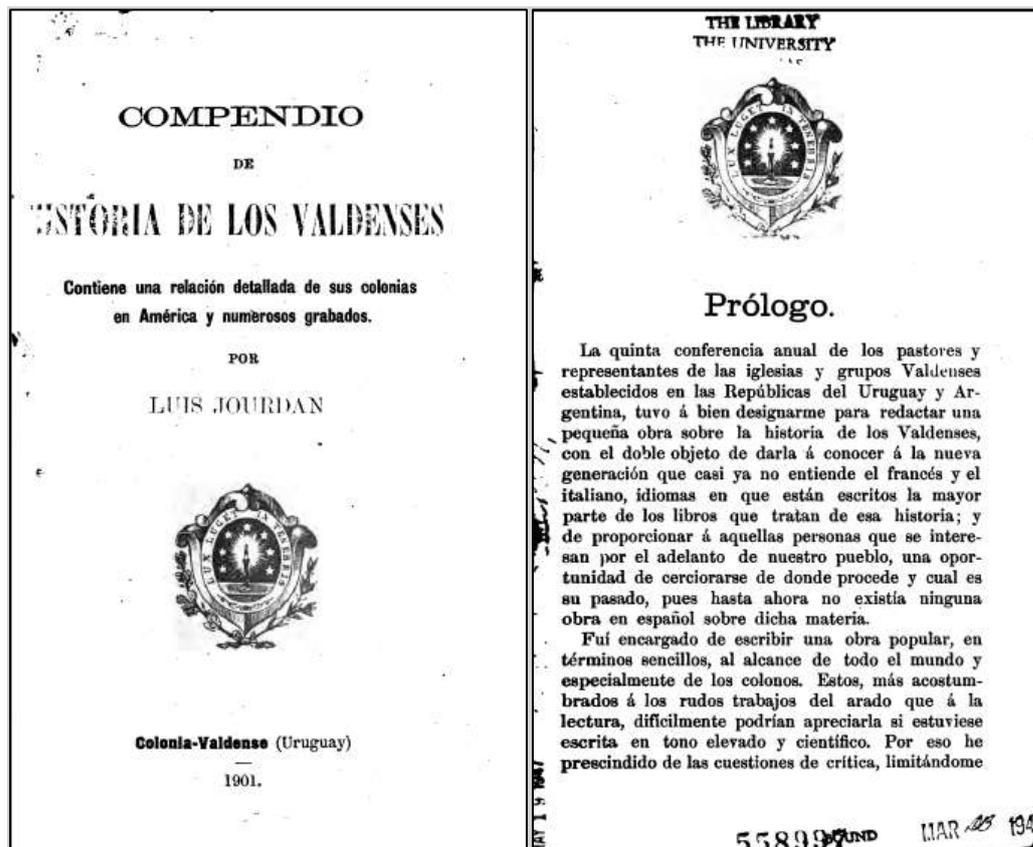 COMPENDIO
DE
HISTORIA DE LOS VALDENSES
Contiene una relación detallada de sus colonias
en América y numerosos grabados.
POR
LUIS JOURDAN
LUX LUGET IN TENEBRIS
Colonia-Valdense (Uruguay)
1901.
THE LIBRARY
THE UNIVERSITY
LUX LUGET IN TENEBRIS
Prólogo.
La quinta conferencia anual de los pastores y
representantes de las iglesias y grupos Valdenses
establecidos en las Repúblicas del Uruguay y Ar-
gentina, tuvo á bien designarme para redactar una
pequeña obra sobre la historia de los Valdenses,
con el doble objeto de darla á conocer á la nueva
generación que casi ya no entiende el francés y el
italiano, idiomas en que están escritos la mayor
parte de los libros que tratan de esa historia; y
de proporcionar á aquellas personas que se intere-
san por el adelanto de nuestro pueblo, una opor-
tunidad de cerciorarse de donde procede y cual es
su pasado, pues hasta ahora no existía ninguna
obra en español sobre dicha materia.
Fuí encargado de escribir una obra popular, en
términos sencillos, al alcance de todo el mundo y
especialmente de los colonos. Estos, más acostum-
brados á los rudos trabajos del arado que á la
lectura, difícilmente podrían apreciarla si estuviese
escrita en tono elevado y científico. Por eso he
prescindido de las cuestiones de crítica, limitándome
BOUND
MAR